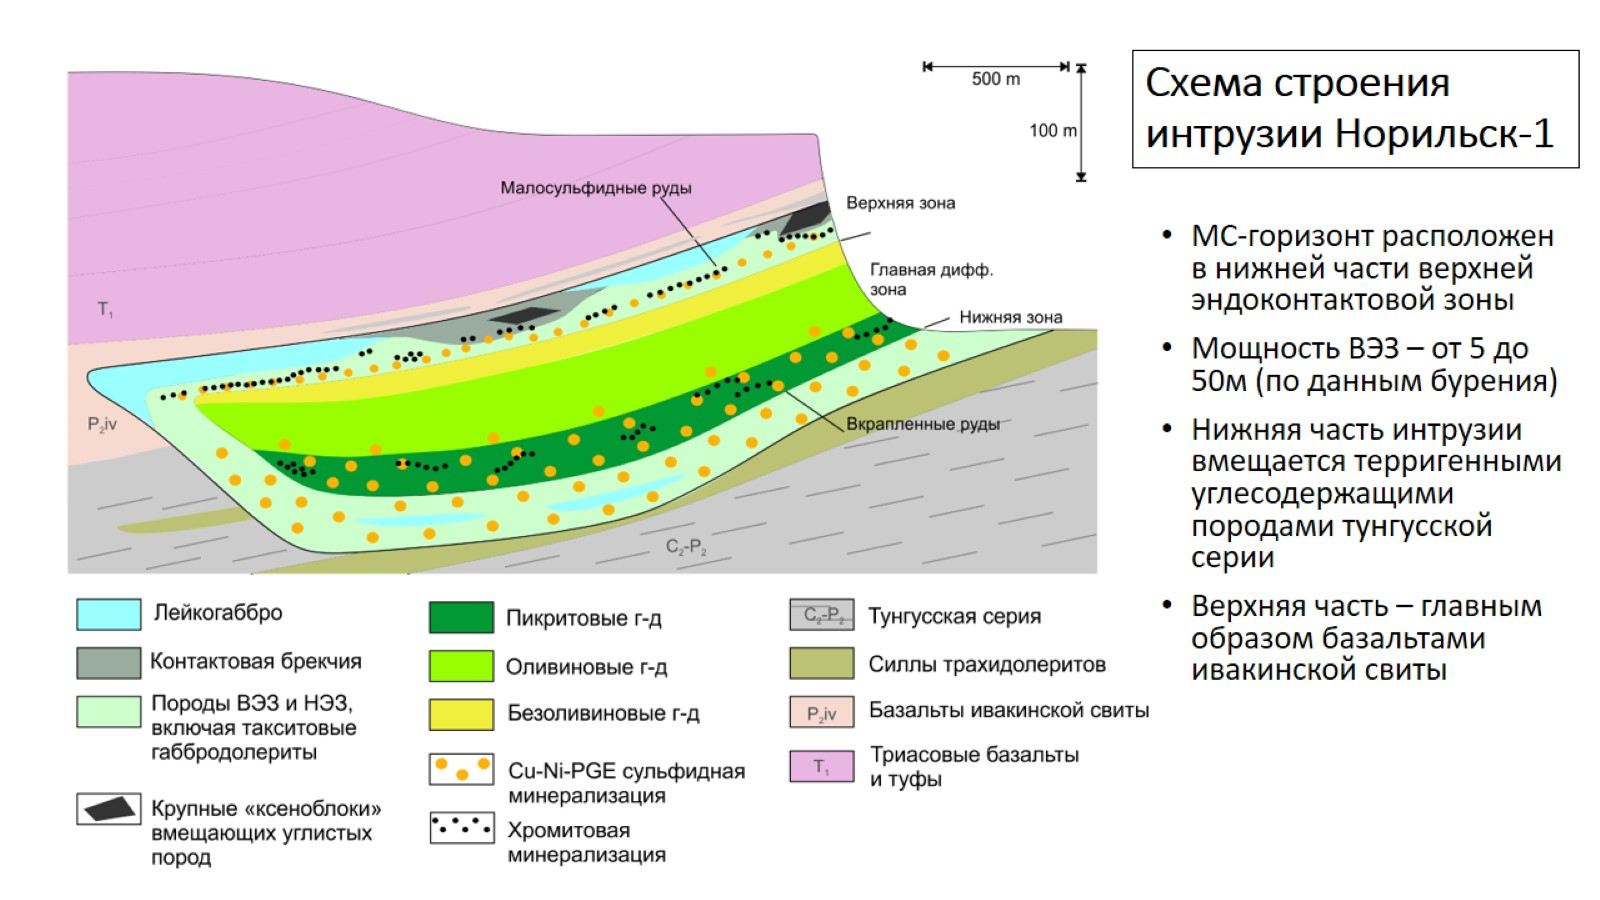 Схема строения
интрузии Норильск-1
500 m
100 m
Малосульфидные руды
Верхняя зона
Главная дифф.
зона
Нижняя зона
Вкрапленные руды
T1
P2iv
C2-P2
• МС-горизонт расположен
в нижней части верхней
эндоконтактовой зоны
• Мощность ВЭЗ – от 5 до
50м (по данным бурения)
• Нижняя часть интрузии
вмещается терригенными
углесодержащими
породами тунгусской
серии
• Верхняя часть – главным
образом базальтами
ивакинской свиты
Лейкогаббро
Контактовая брекчия
Породы ВЭЗ и НЭЗ,
включая такситовые
габбродолериты
Крупные «ксеноблоки»
вмещающих углистых
пород
Пикритовые г-д
Оливиновые г-д
Безоливиновые г-д
Cu-Ni-PGE сульфидная
минерализация
Хромитовая
минерализация
C2-P2 Тунгусская серия
Силлы трахидолеритов
P2iv Базальты ивакинской свиты
T1 Триасовые базальты
и туфы